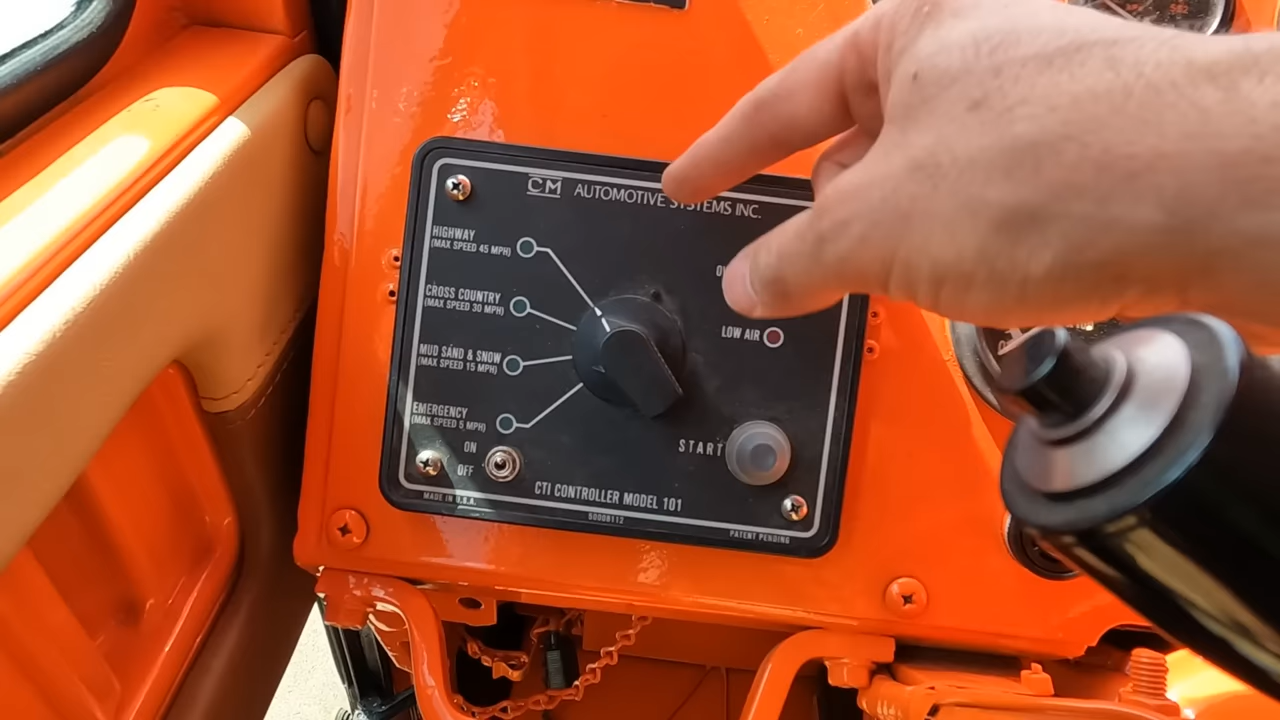 CM AUTOMOTIVE SYSTEMS INC.
HIGHWAY
(MAX SPEED 45 MPH)
CROSS COUNTRY
(MAX SPEED 30 MPH)
MUD SAND & SNOW
(MAX SPEED 15 MPH)
EMERGENCY
(MAX SPEED 5 MPH)
LOW AIR
ON
OFF
START
CTI CONTROLLER MODEL 101
50008112
MADE IN U.S.A.
PATENT PENDING